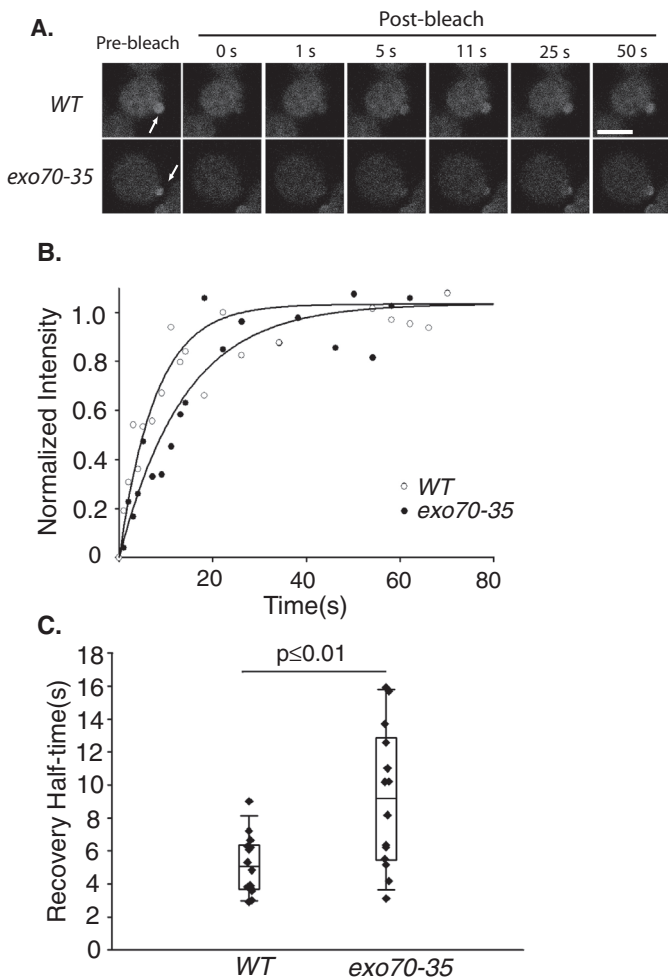 A.
Post-bleach
Pre-bleach 0 s 1 s 5 s 11 s 25 s 50 s
WT
exo70-35
B.
Normalized Intensity
1.0
0.8
0.6
0.4
0.2
0
20 40 60 80
Time(s)
WT
exo70-35
C.
Recovery Half-time(s)
18
16
14
12
10
8
6
4
2
0
p≤0.01
WT exo70-35